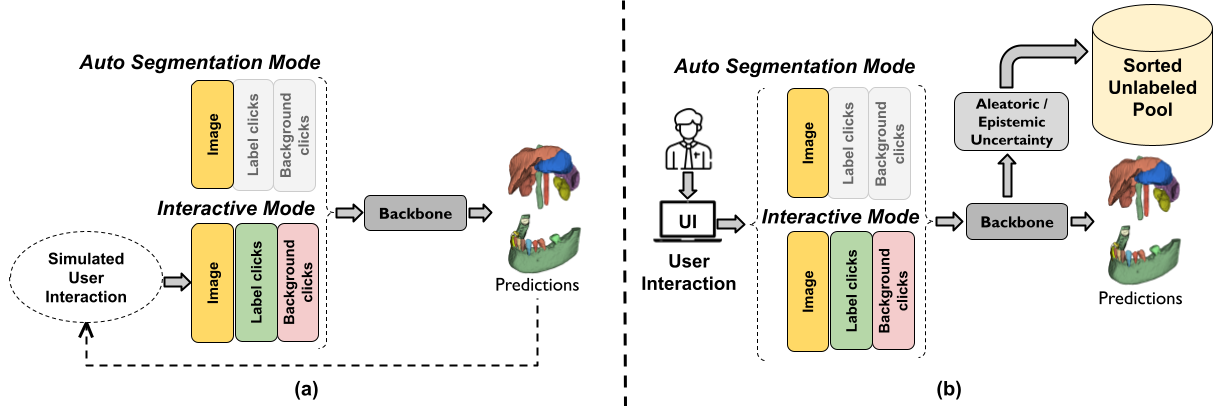 Auto Segmentation Mode
Image
Label clicks
Background
clicks
Interactive Mode
Simulated
User
Interaction
Image
Label clicks
Background
clicks
Backbone
Predictions
(a)
Auto Segmentation Mode
Image
Label clicks
Background
clicks
UI
User
Interaction
Interactive Mode
Image
Label clicks
Background
clicks
Backbone
Aleatoric /
Epistemic
Uncertainty
Sorted
Unlabeled
Pool
Predictions
(b)